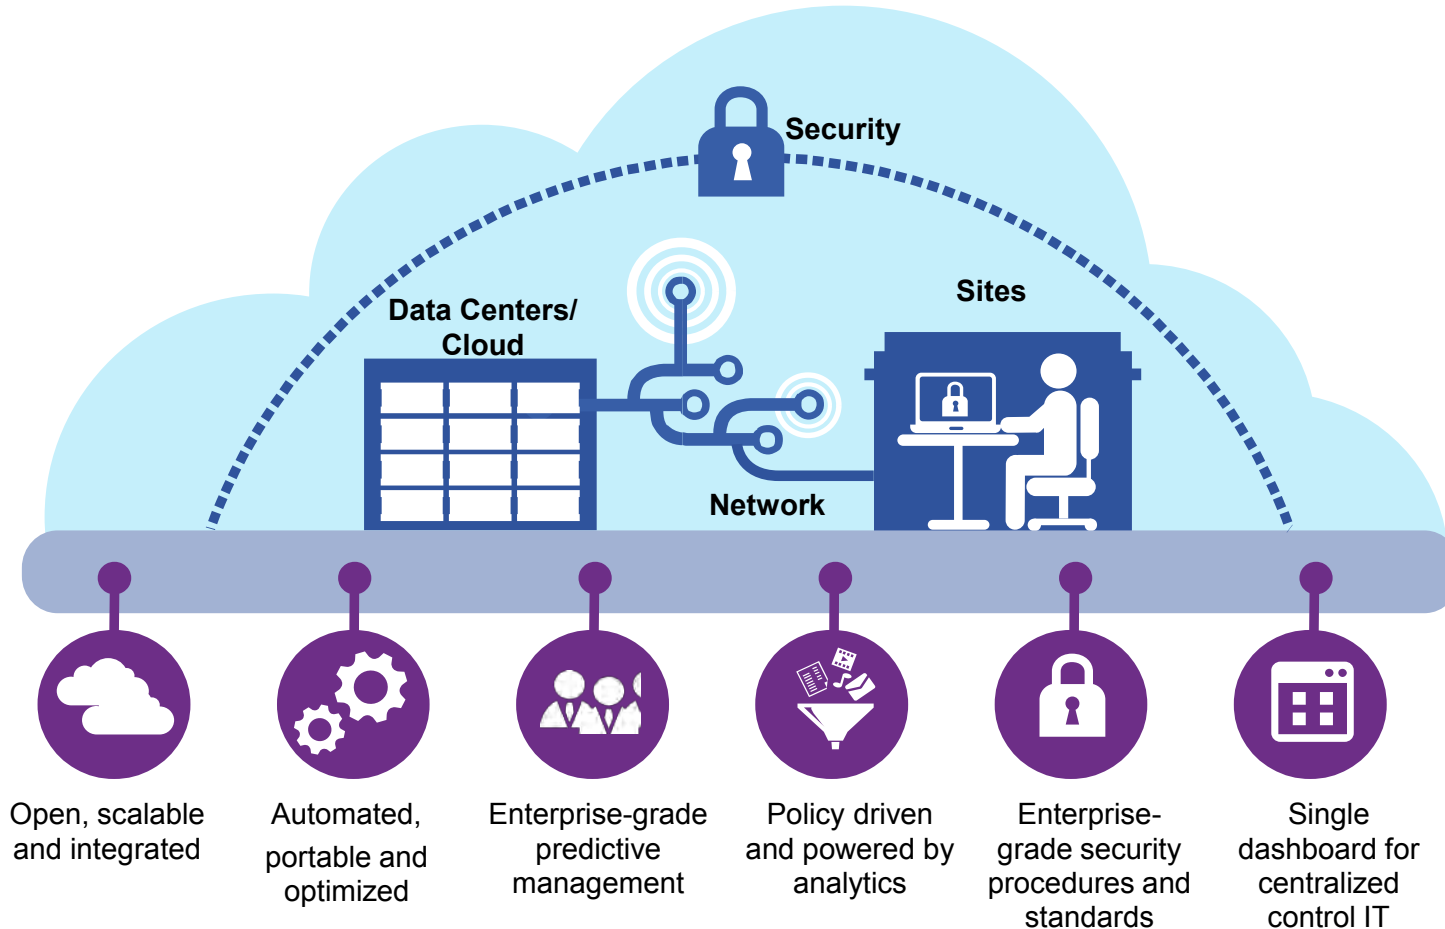 Security
Data Centers/
Cloud
Sites
Network
Open, scalable
and integrated
Automated,
portable and
optimized
Enterprise-grade
predictive
management
Policy driven
and powered by
analytics
Enterprise-
grade security
procedures and
standards
Single
dashboard for
centralized
control IT